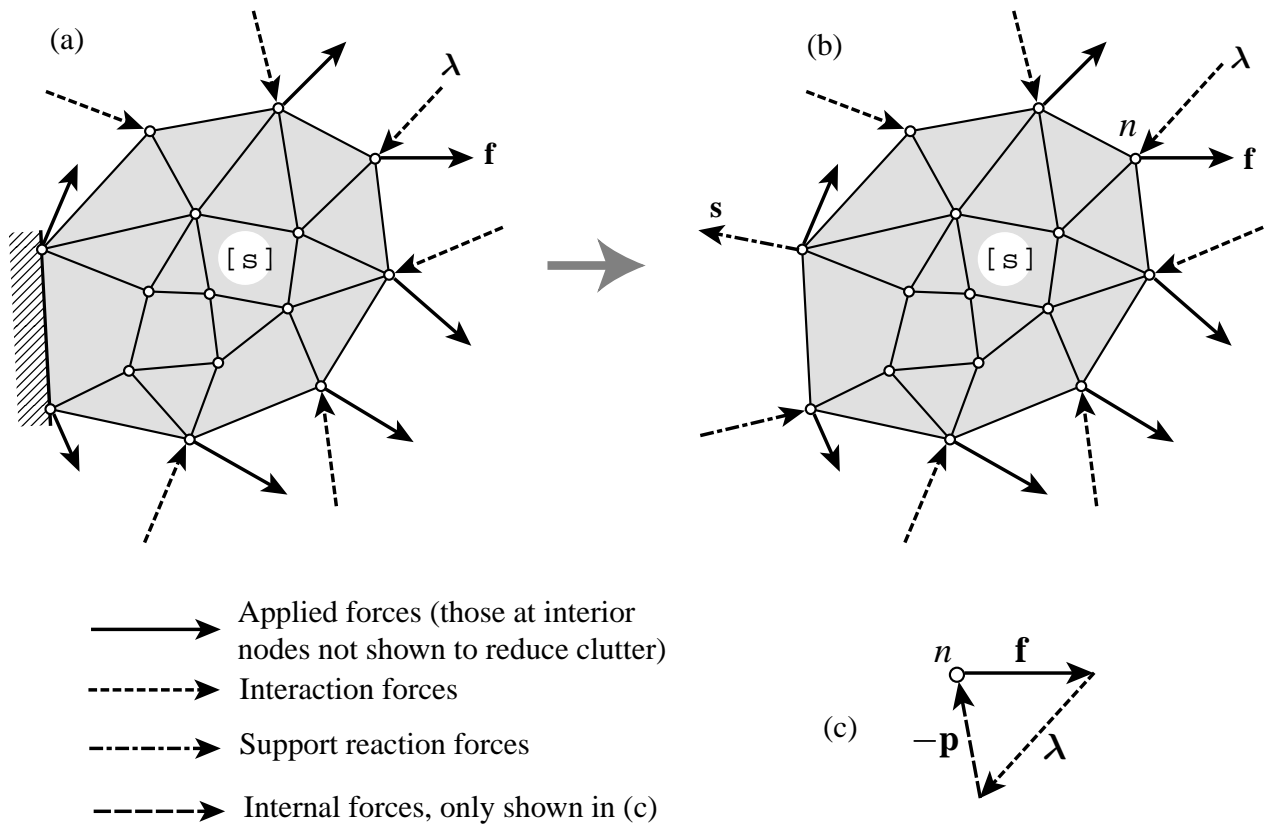 (a)
λ
f
[s]
(b)
n
λ
f
s
[s]
Applied forces (those at interior
nodes not shown to reduce clutter)
Interaction forces
Support reaction forces
Internal forces, only shown in (c)
(c)
n
f
−p
λ